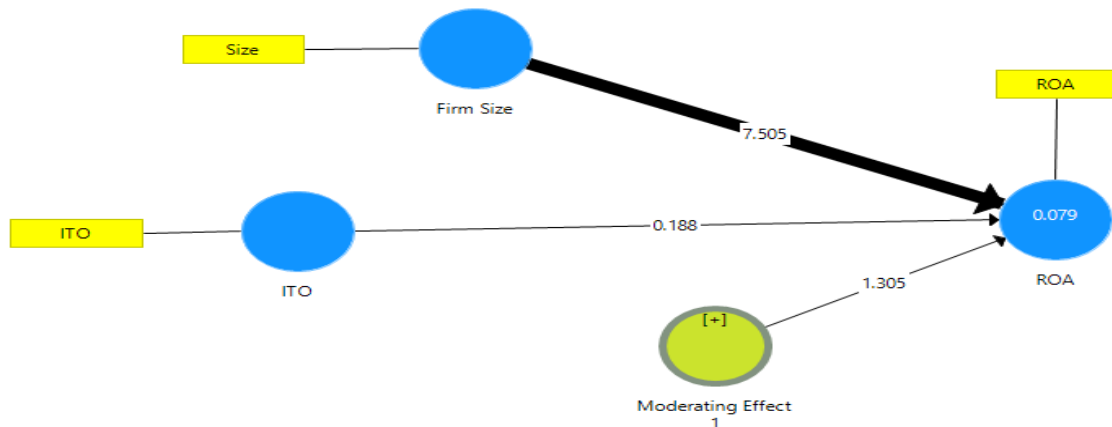 Size
Firm Size
ROA
7.505
0.079
ROA
ITO
ITO
0.188
1.305
[+]
Moderating Effect
1